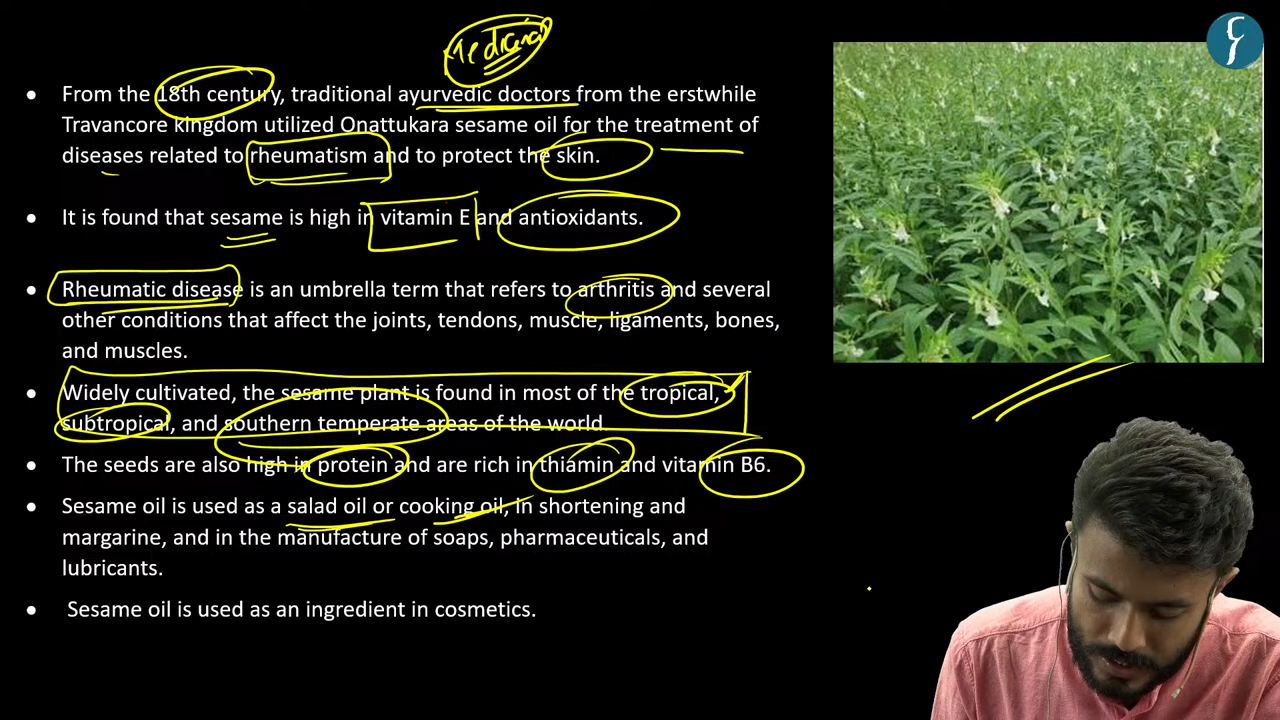 Medicinal
From the 18th century, traditional ayurvedic doctors from the erstwhile
Travancore kingdom utilized Onattukara sesame oil for the treatment of
diseases related to rheumatism and to protect the skin.
It is found that sesame is high in vitamin E and antioxidants.
Rheumatic disease is an umbrella term that refers to arthritis and several
other conditions that affect the joints, tendons, muscle, ligaments, bones,
and muscles.
Widely cultivated, the sesame plant is found in most of the tropical,
subtropical, and southern temperate areas of the world.
The seeds are also high in protein and are rich in thiamin and vitamin B6.
Sesame oil is used as a salad oil or cooking oil, in shortening and
margarine, and in the manufacture of soaps, pharmaceuticals, and
lubricants.
Sesame oil is used as an ingredient in cosmetics.